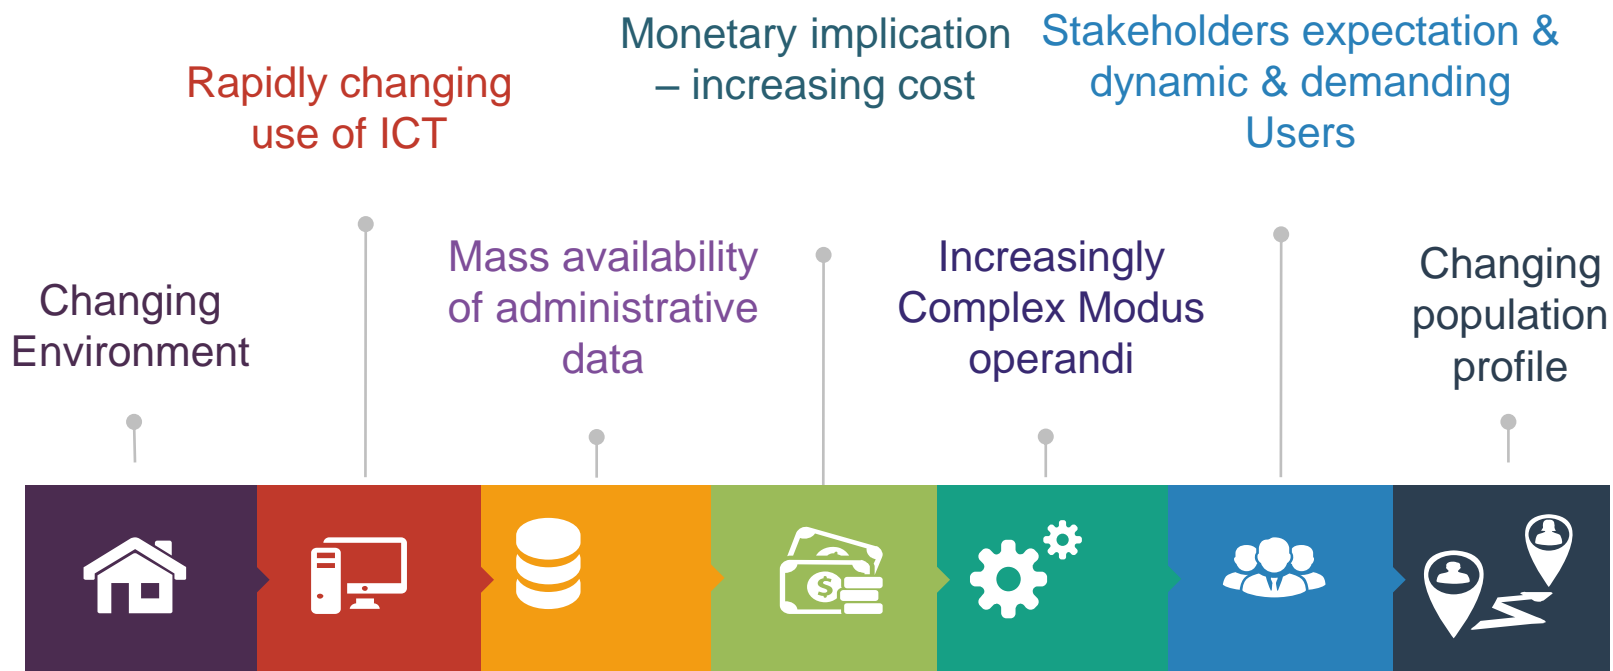 Changing
Environment
Rapidly changing
use of ICT
Mass availability
of administrative
data
Monetary implication
– increasing cost
Increasingly
Complex Modus
operandi
Stakeholders expectation &
dynamic & demanding
Users
Changing
population
profile
$